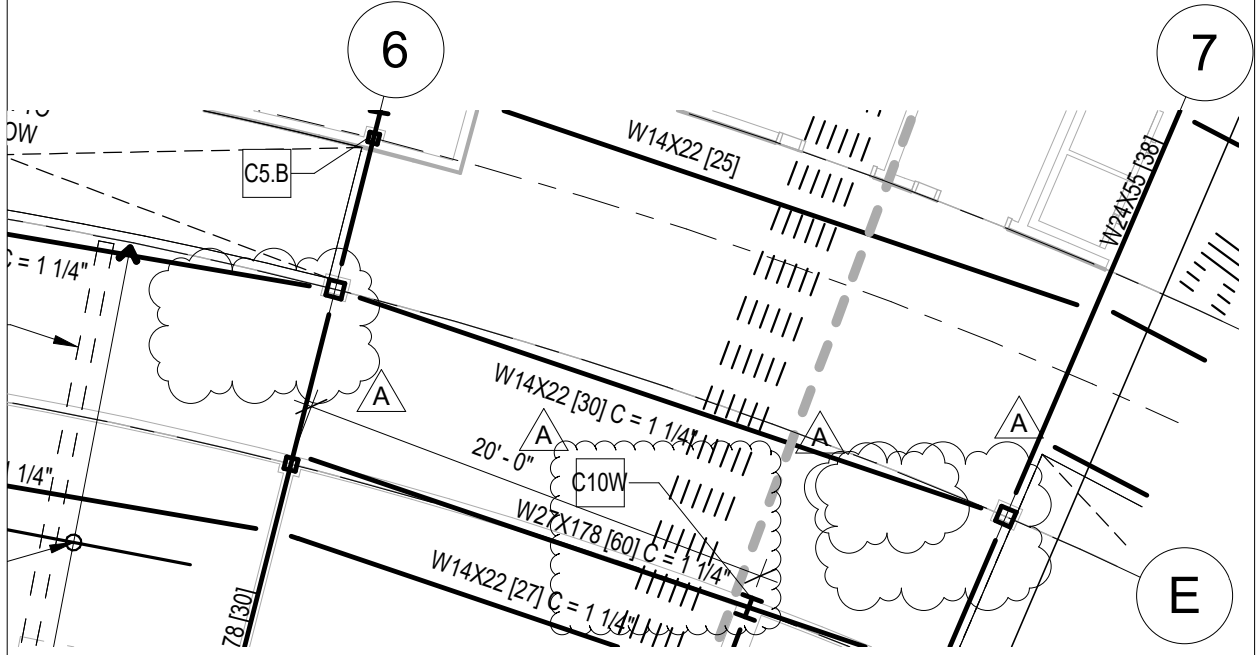 6
7
OW
C5.B
W14X22 [25]
W24X55 [38]
C = 1 1/4"
W14X22 [30] C = 1 1/4"
A
A
A
A
20' - 0"
C10W
1/4"
W27X178 [60] C = 1 1/4"
W14X22 [27] C = 1 1/4"
78 [30]
E